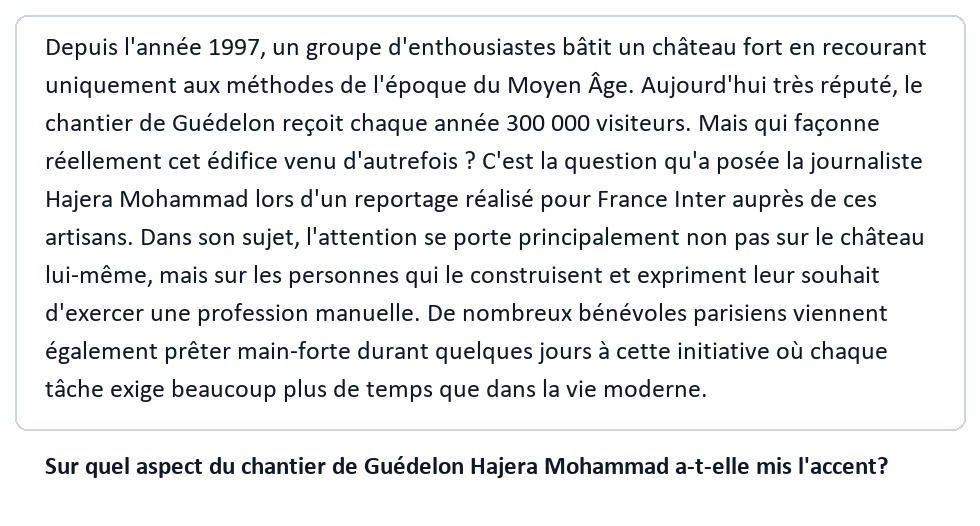 Depuis l'année 1997, un groupe d'enthousiastes bâtit un château fort en recourant
uniquement aux méthodes de l'époque du Moyen Âge. Aujourd'hui très réputé, le
chantier de Guédelon reçoit chaque année 300 000 visiteurs. Mais qui façonne
réellement cet édifice venu d'autrefois ? C'est la question qu'a posée la journaliste
Hajera Mohammad lors d'un reportage réalisé pour France Inter auprès de ces
artisans. Dans son sujet, l'attention se porte principalement non pas sur le château
lui-même, mais sur les personnes qui le construisent et expriment leur souhait
d'exercer une profession manuelle. De nombreux bénévoles parisiens viennent
également prêter main-forte durant quelques jours à cette initiative où chaque
tâche exige beaucoup plus de temps que dans la vie moderne.
Sur quel aspect du chantier de Guédelon Hajera Mohammad a-t-elle mis l'accent?